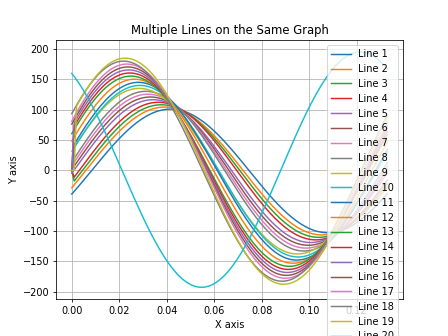 Multiple Lines on the Same Graph
Y axis
200
150
100
50
0
−50
−100
−150
−200
0.00
0.02
0.04
0.06
0.08
0.10
X axis
Line 1
Line 2
Line 3
Line 4
Line 5
Line 6
Line 7
Line 8
Line 9
Line 10
Line 11
Line 12
Line 13
Line 14
Line 15
Line 16
Line 17
Line 18
Line 19
Line 20